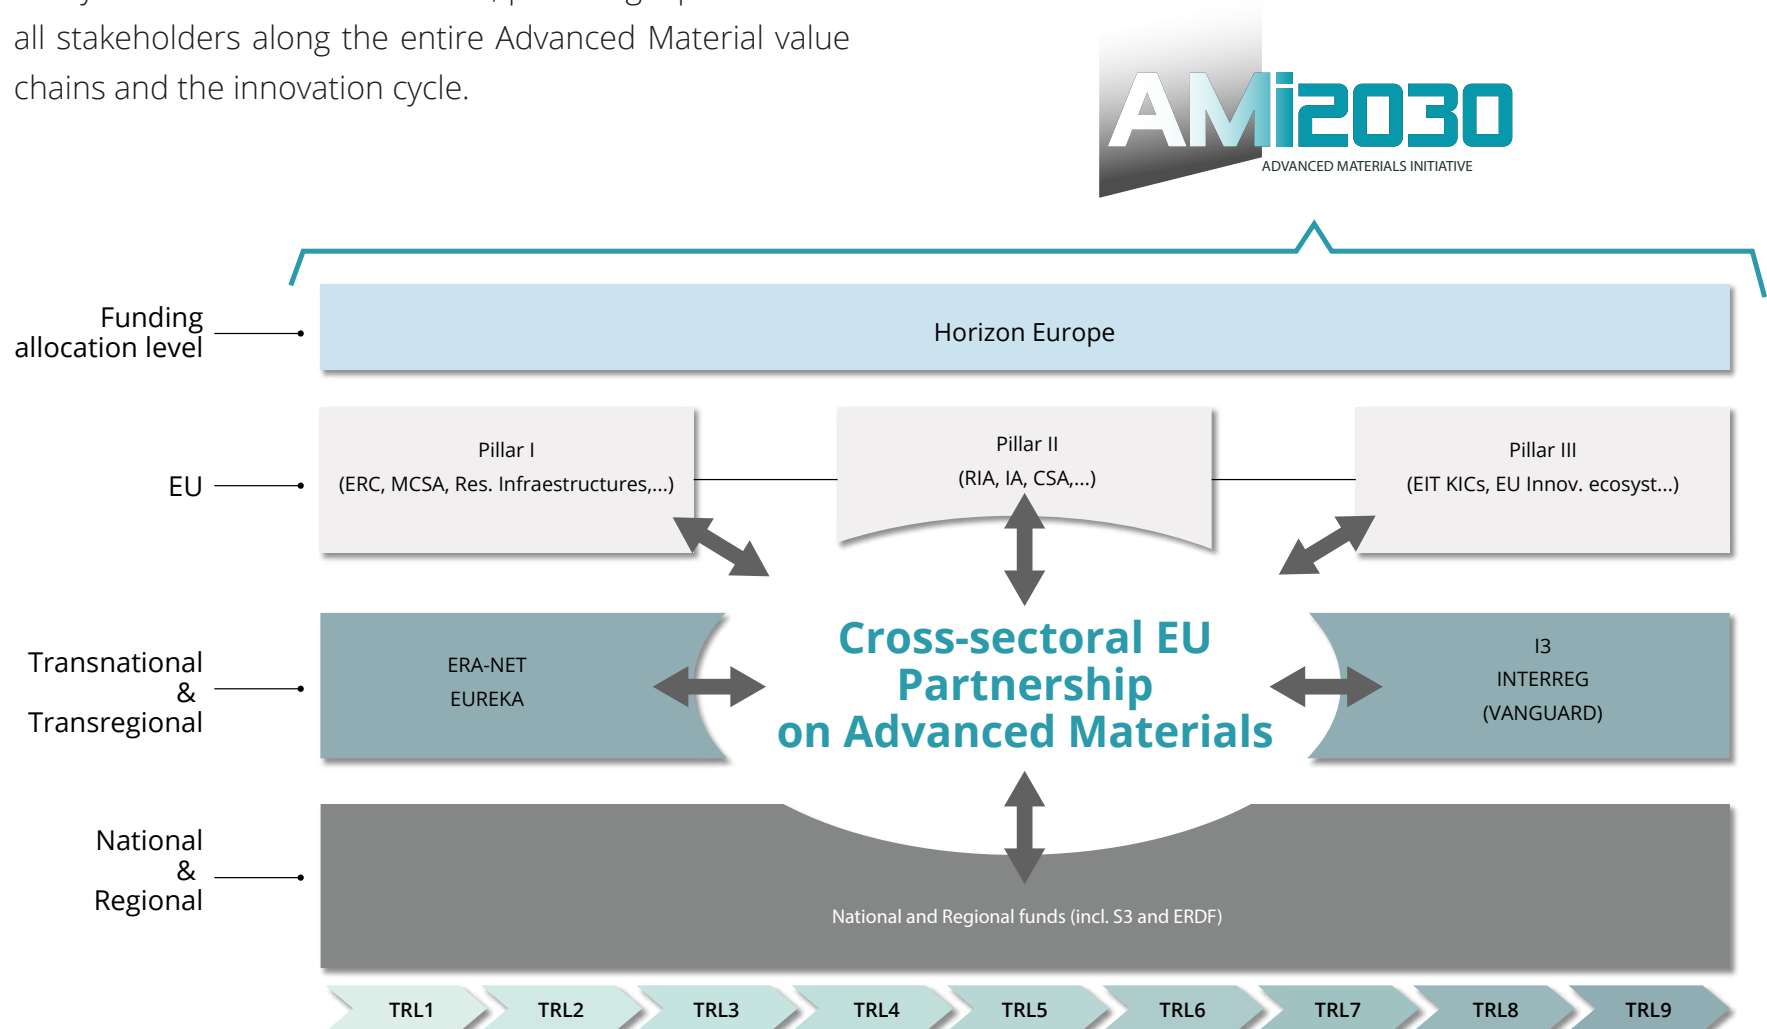 all stakeholders along the entire Advanced Material value
chains and the innovation cycle.
AMi2030
ADVANCED MATERIALS INITIATIVE
Funding
allocation level
Horizon Europe
EU
Pillar I
(ERC, MCSA, Res. Infraestructures,...)
Pillar II
(RIA, IA, CSA,...)
Pillar III
(EIT KICs, EU Innov. ecosyst...)
Transnational
&
Transregional
ERA-NET
EUREKA
Cross-sectoral EU
Partnership
on Advanced Materials
I3
INTERREG
(VANGUARD)
National
&
Regional
National and Regional funds (incl. S3 and ERDF)
TRL1 TRL2 TRL3 TRL4 TRL5 TRL6 TRL7 TRL8 TRL9